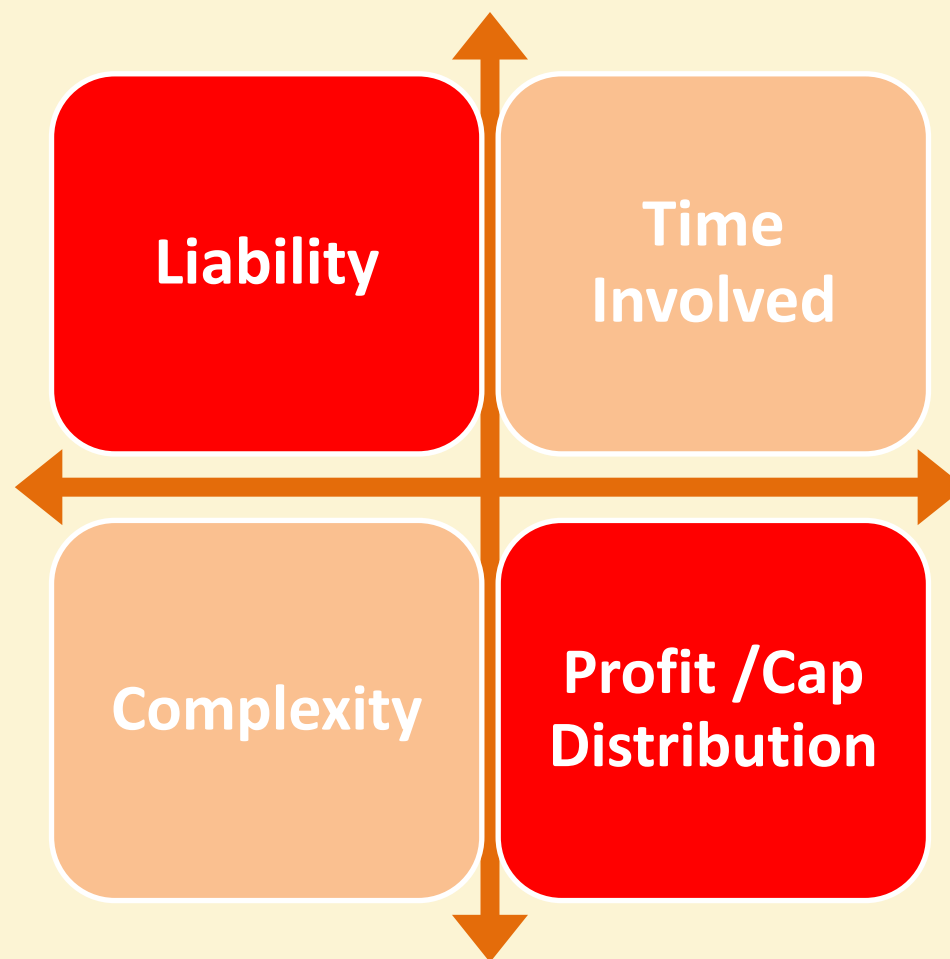 Liability
Time
Involved
Complexity
Profit /Cap
Distribution